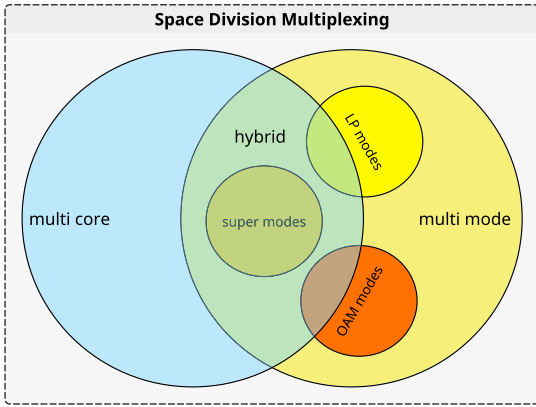 Space Division Multiplexing
hybrid
LP modes
multi core
super modes
multi mode
OAM modes